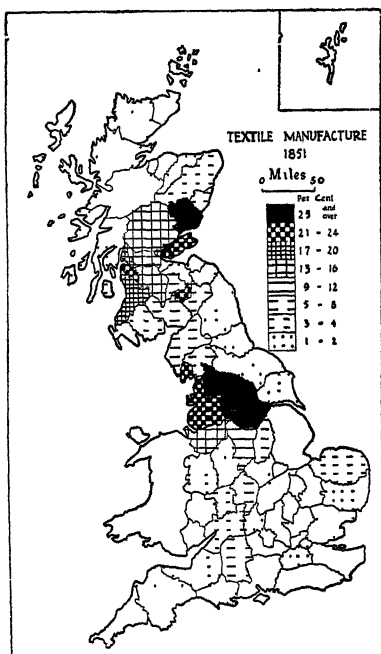 TEXTILE MANUFACTURE
1851
Miles
0 50
Per Cent
25 and over
21 - 24
17 - 20
13 - 16
9 - 12
5 - 8
3 - 4
1 - 2